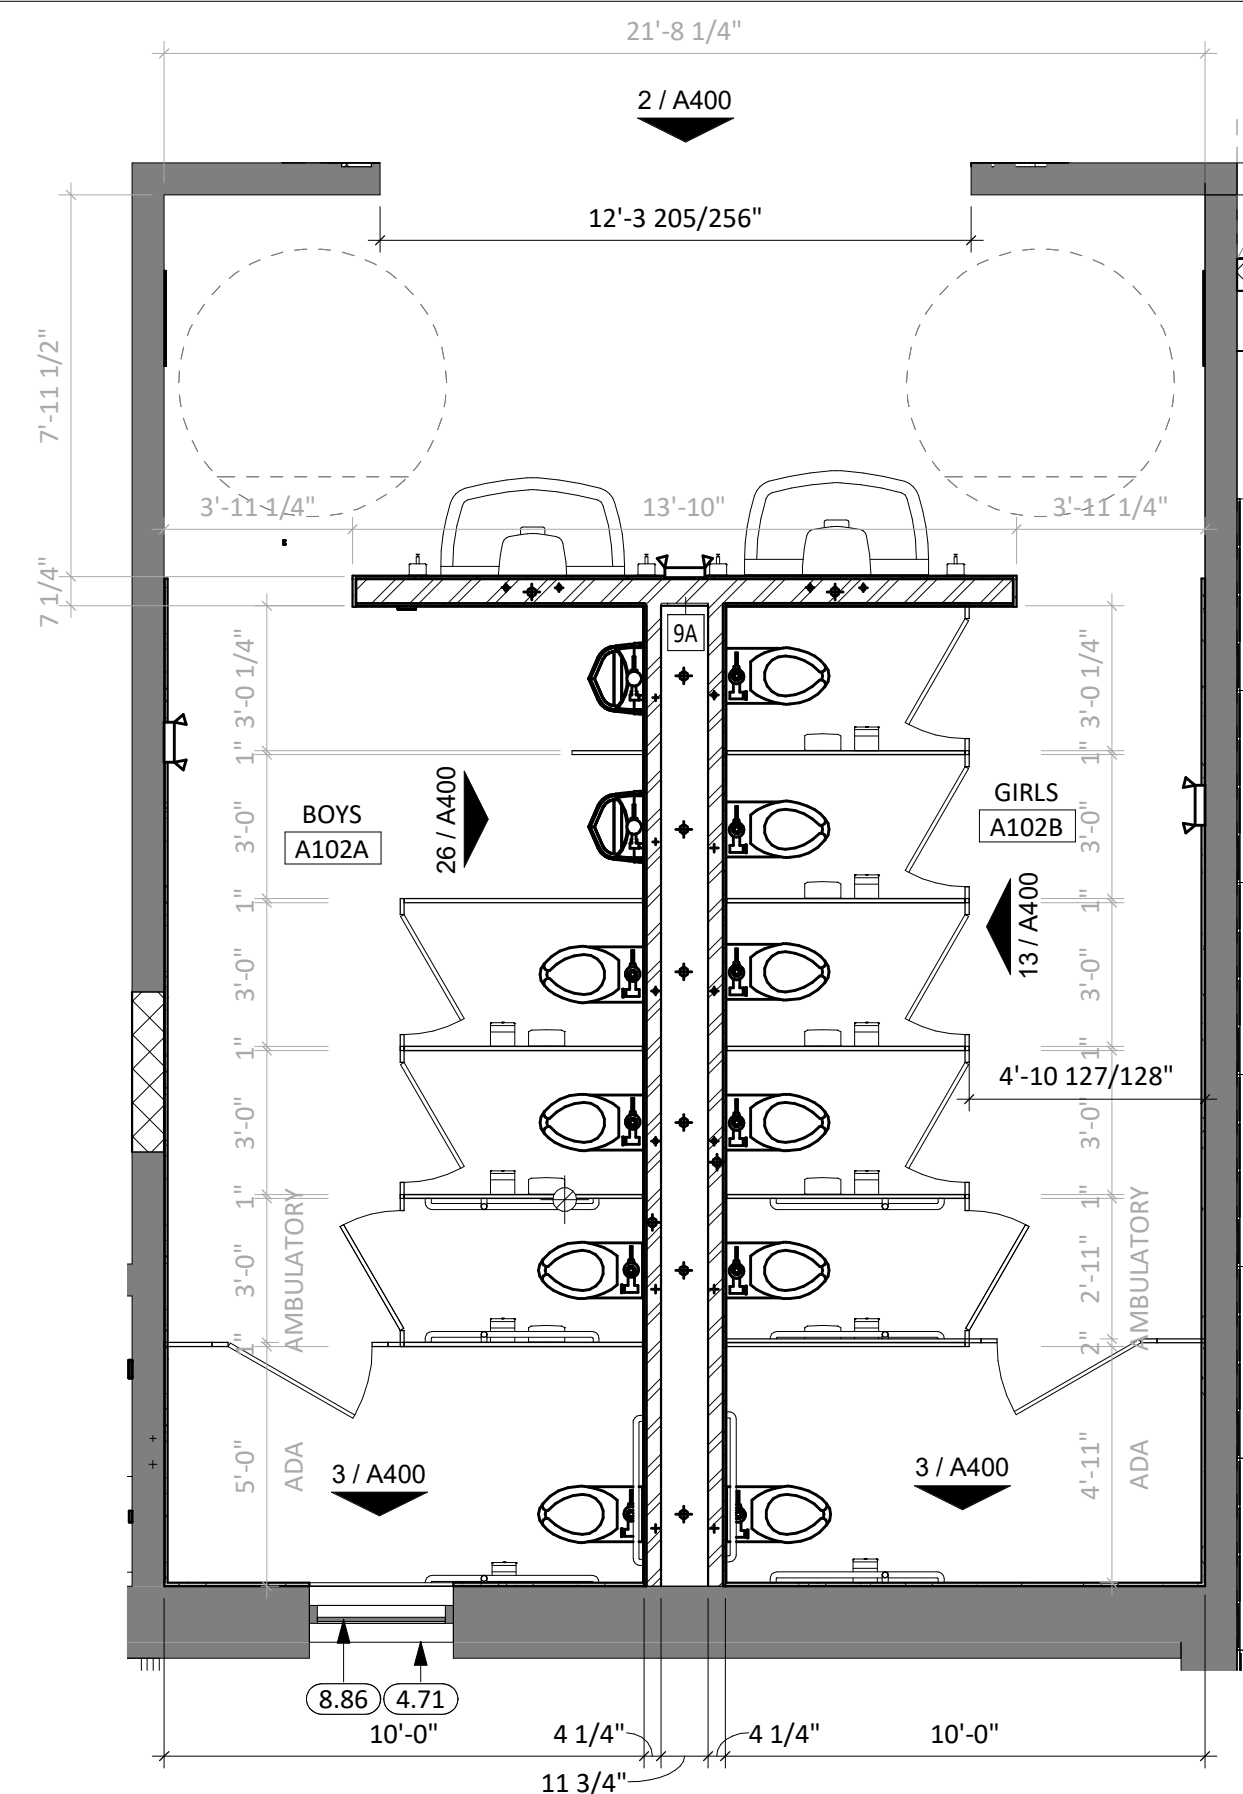 21'-8 1/4"
2 / A400
12'-3 205/256"
7'-11 1/2"
3'-11 1/4"
13'-10"
3'-11 1/4"
7 1/4"
9A
3'-0 1/4"
3'-0 1/4"
1"
1"
BOYS
A102A
26 / A400
GIRLS
A102B
3'-0"
3'-0"
1"
1"
13 / A400
3'-0"
3'-0"
1"
1"
4'-10 127/128"
3'-0"
3'-0"
1"
1"
AMBULATORY
AMBULATORY
3'-0"
2'-11"
1"
2"
5'-0"
ADA
3 / A400
3 / A400
4'-11"
ADA
8.86
4.71
10'-0"
4 1/4"
4 1/4"
10'-0"
11 3/4"